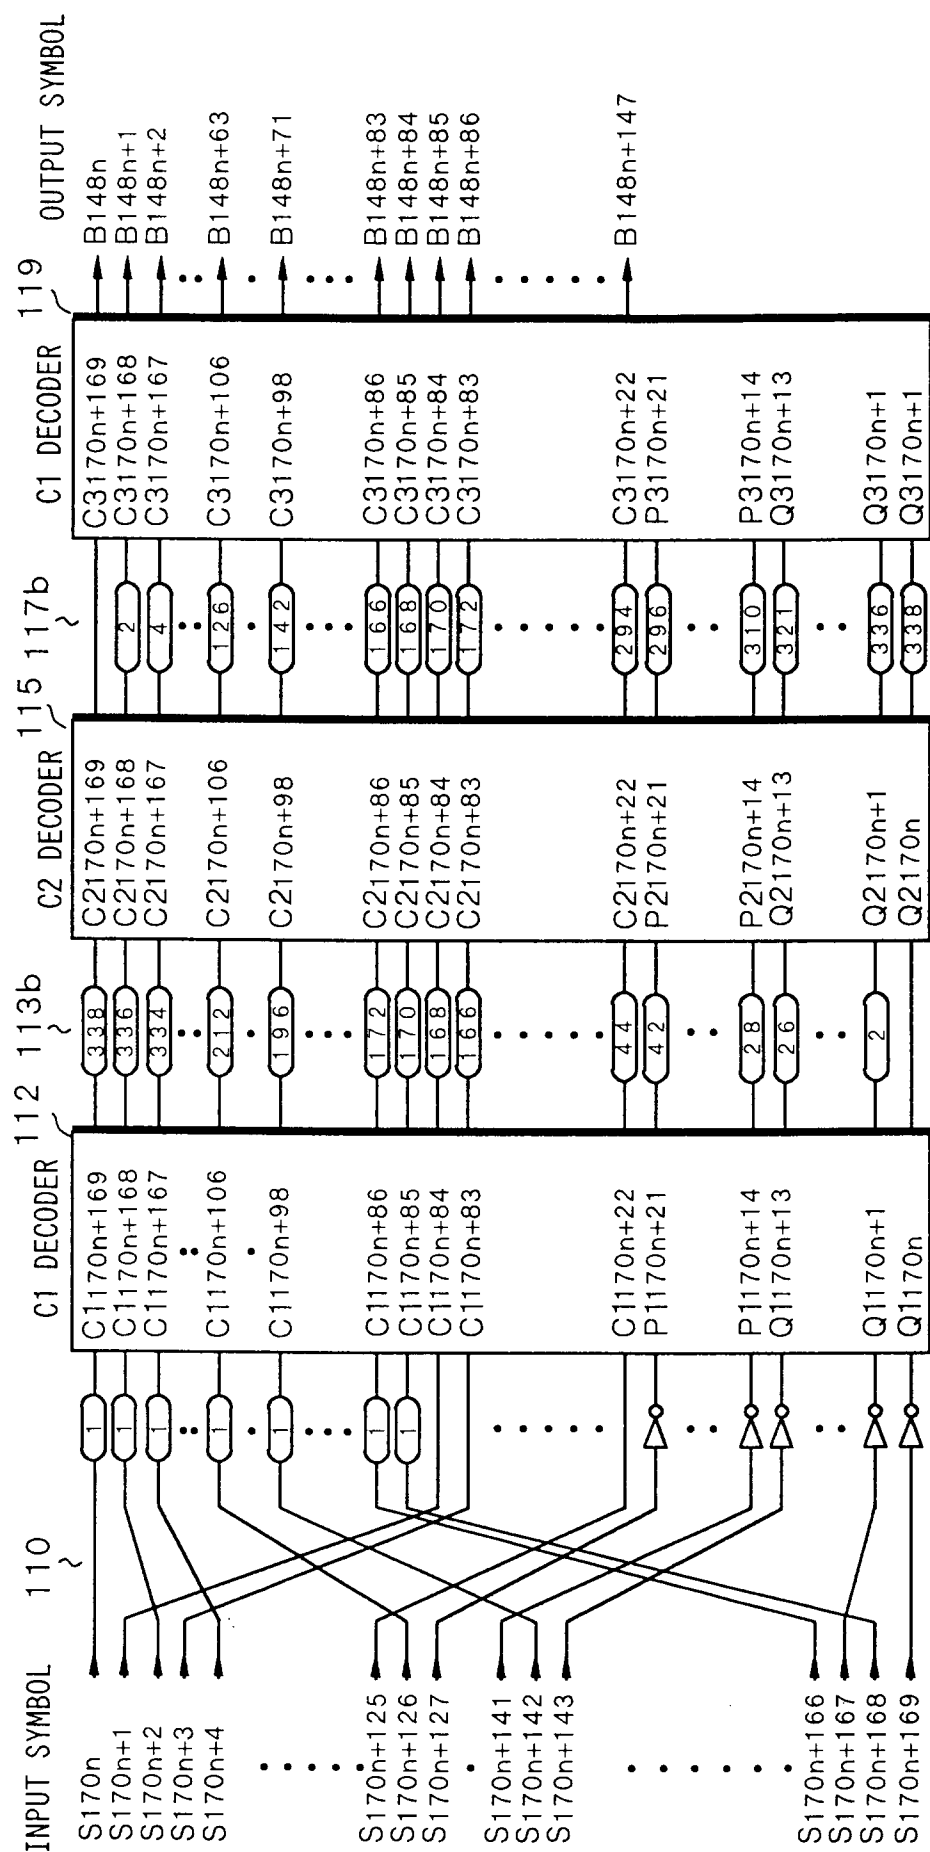 INPUT SYMBOL
S170n
S170n+1
S170n+2
S170n+3
S170n+4
S170n+125
S170n+126
S170n+127
S170n+141
S170n+142
S170n+143
S170n+166
S170n+167
S170n+168
S170n+169
110
1
1
1
1
1
1
1
112
C1 DECODER
C1170n+169
C1170n+168
C1170n+167
C1170n+106
C1170n+98
C1170n+86
C1170n+85
C1170n+84
C1170n+83
C1170n+22
P1170n+21
P1170n+14
Q1170n+13
Q1170n+1
Q1170n
113b
338
336
334
212
196
172
170
168
166
44
42
28
26
2
115
C2 DECODER
C2170n+169
C2170n+168
C2170n+167
C2170n+106
C2170n+98
C2170n+86
C2170n+85
C2170n+84
C2170n+83
C2170n+22
P2170n+21
P2170n+14
Q2170n+13
Q2170n+1
Q2170n
117b
2
4
126
142
166
168
170
172
294
296
310
321
336
338
119
C1 DECODER
C3170n+169
C3170n+168
C3170n+167
C3170n+106
C3170n+98
C3170n+86
C3170n+85
C3170n+84
C3170n+83
C3170n+22
P3170n+21
P3170n+14
Q3170n+13
Q3170n+1
Q3170n+1
OUTPUT SYMBOL
B148n
B148n+1
B148n+2
B148n+63
B148n+71
B148n+83
B148n+84
B148n+85
B148n+86
B148n+147